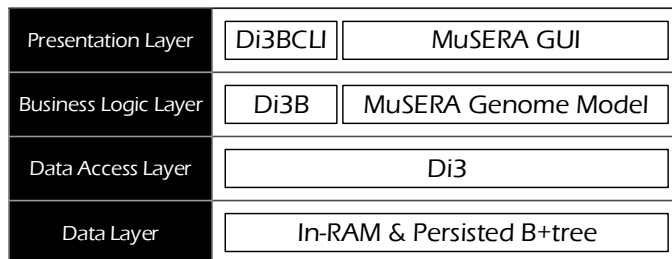 Presentation Layer Di3BCLI MuSERA GUI
Business Logic Layer Di3B MuSERA Genome Model
Data Access Layer Di3
Data Layer In-RAM & Persisted B+tree